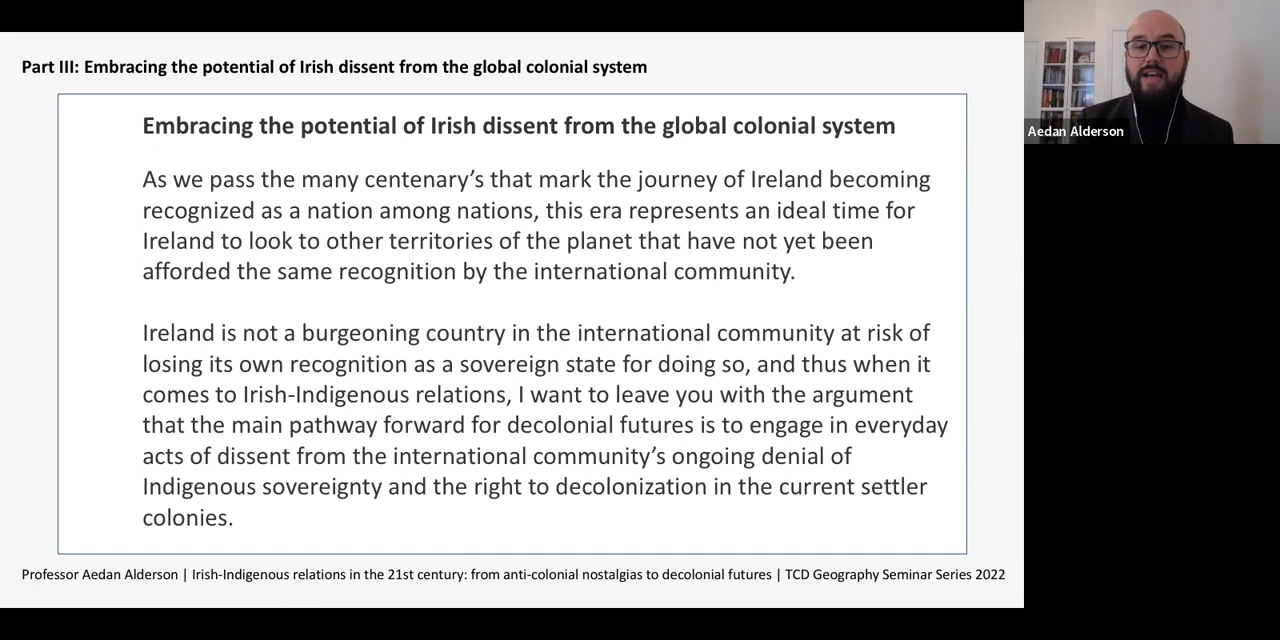 Part III: Embracing the potential of Irish dissent from the global colonial system
Embracing the potential of Irish dissent from the global colonial system
As we pass the many centenary’s that mark the journey of Ireland becoming
recognized as a nation among nations, this era represents an ideal time for
Ireland to look to other territories of the planet that have not yet been
afforded the same recognition by the international community.
Ireland is not a burgeoning country in the international community at risk of
losing its own recognition as a sovereign state for doing so, and thus when it
comes to Irish-Indigenous relations, I want to leave you with the argument
that the main pathway forward for decolonial futures is to engage in everyday
acts of dissent from the international community’s ongoing denial of
Indigenous sovereignty and the right to decolonization in the current settler
colonies.
Professor Aedan Alderson | Irish-Indigenous relations in the 21st century: from anti-colonial nostalgias to decolonial futures | TCD Geography Seminar Series 2022
Aedan Alderson